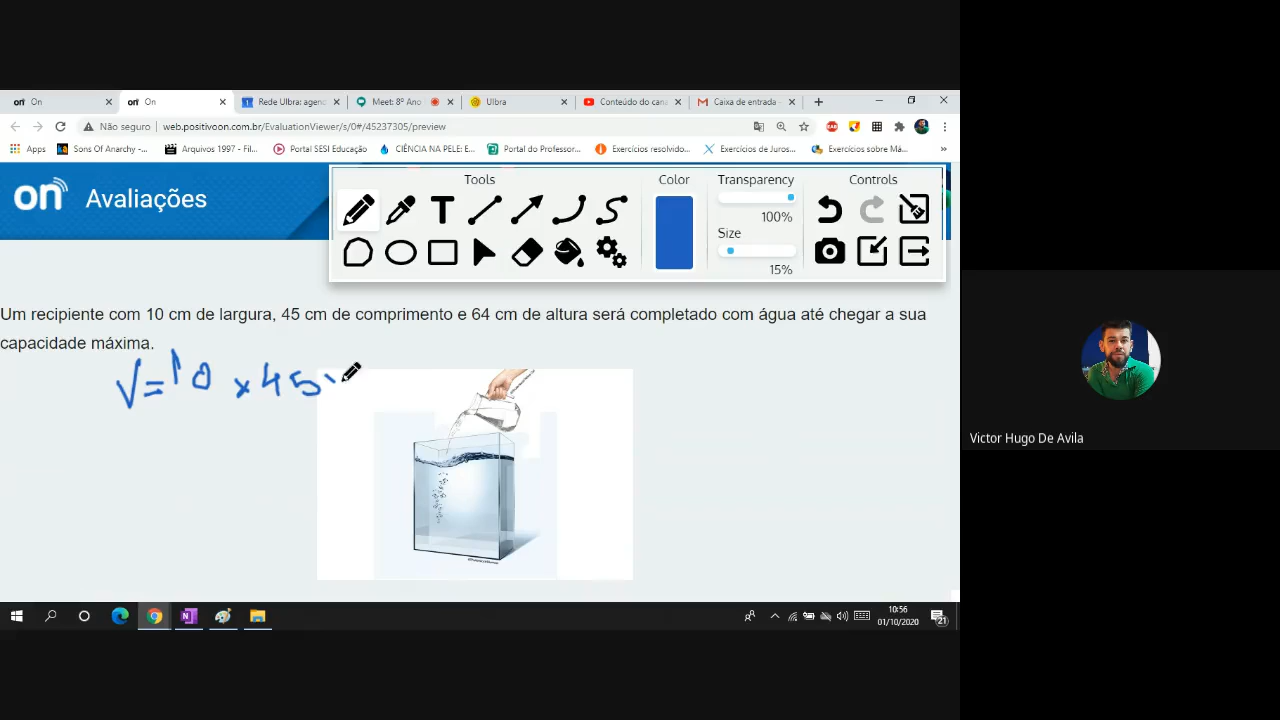 On
On
Rede Ulbra: agen
Meet: 8º Ano
Ulbra
Conteúdo do cana
Caixa de entrada -
Não seguro
web.positivoon.com.br/EvaluationViewer/s/0#/45237305/preview
Apps
Sons Of Anarchy -...
Arquivos 1997 - Fil...
Portal SESI Educação
CIÊNCIA NA PELE: E...
Portal do Professor...
Exercícios resolvido...
Exercícios de Juros...
Exercícios sobre Má...
on
Avaliações
Tools
Color
Transparency
100%
Size
15%
Controls
T
Um recipiente com 10 cm de largura, 45 cm de comprimento e 64 cm de altura será completado com água até chegar a sua
capacidade máxima.
V=10 x 45
Victor Hugo De Avila
10:56
01/10/2020
21